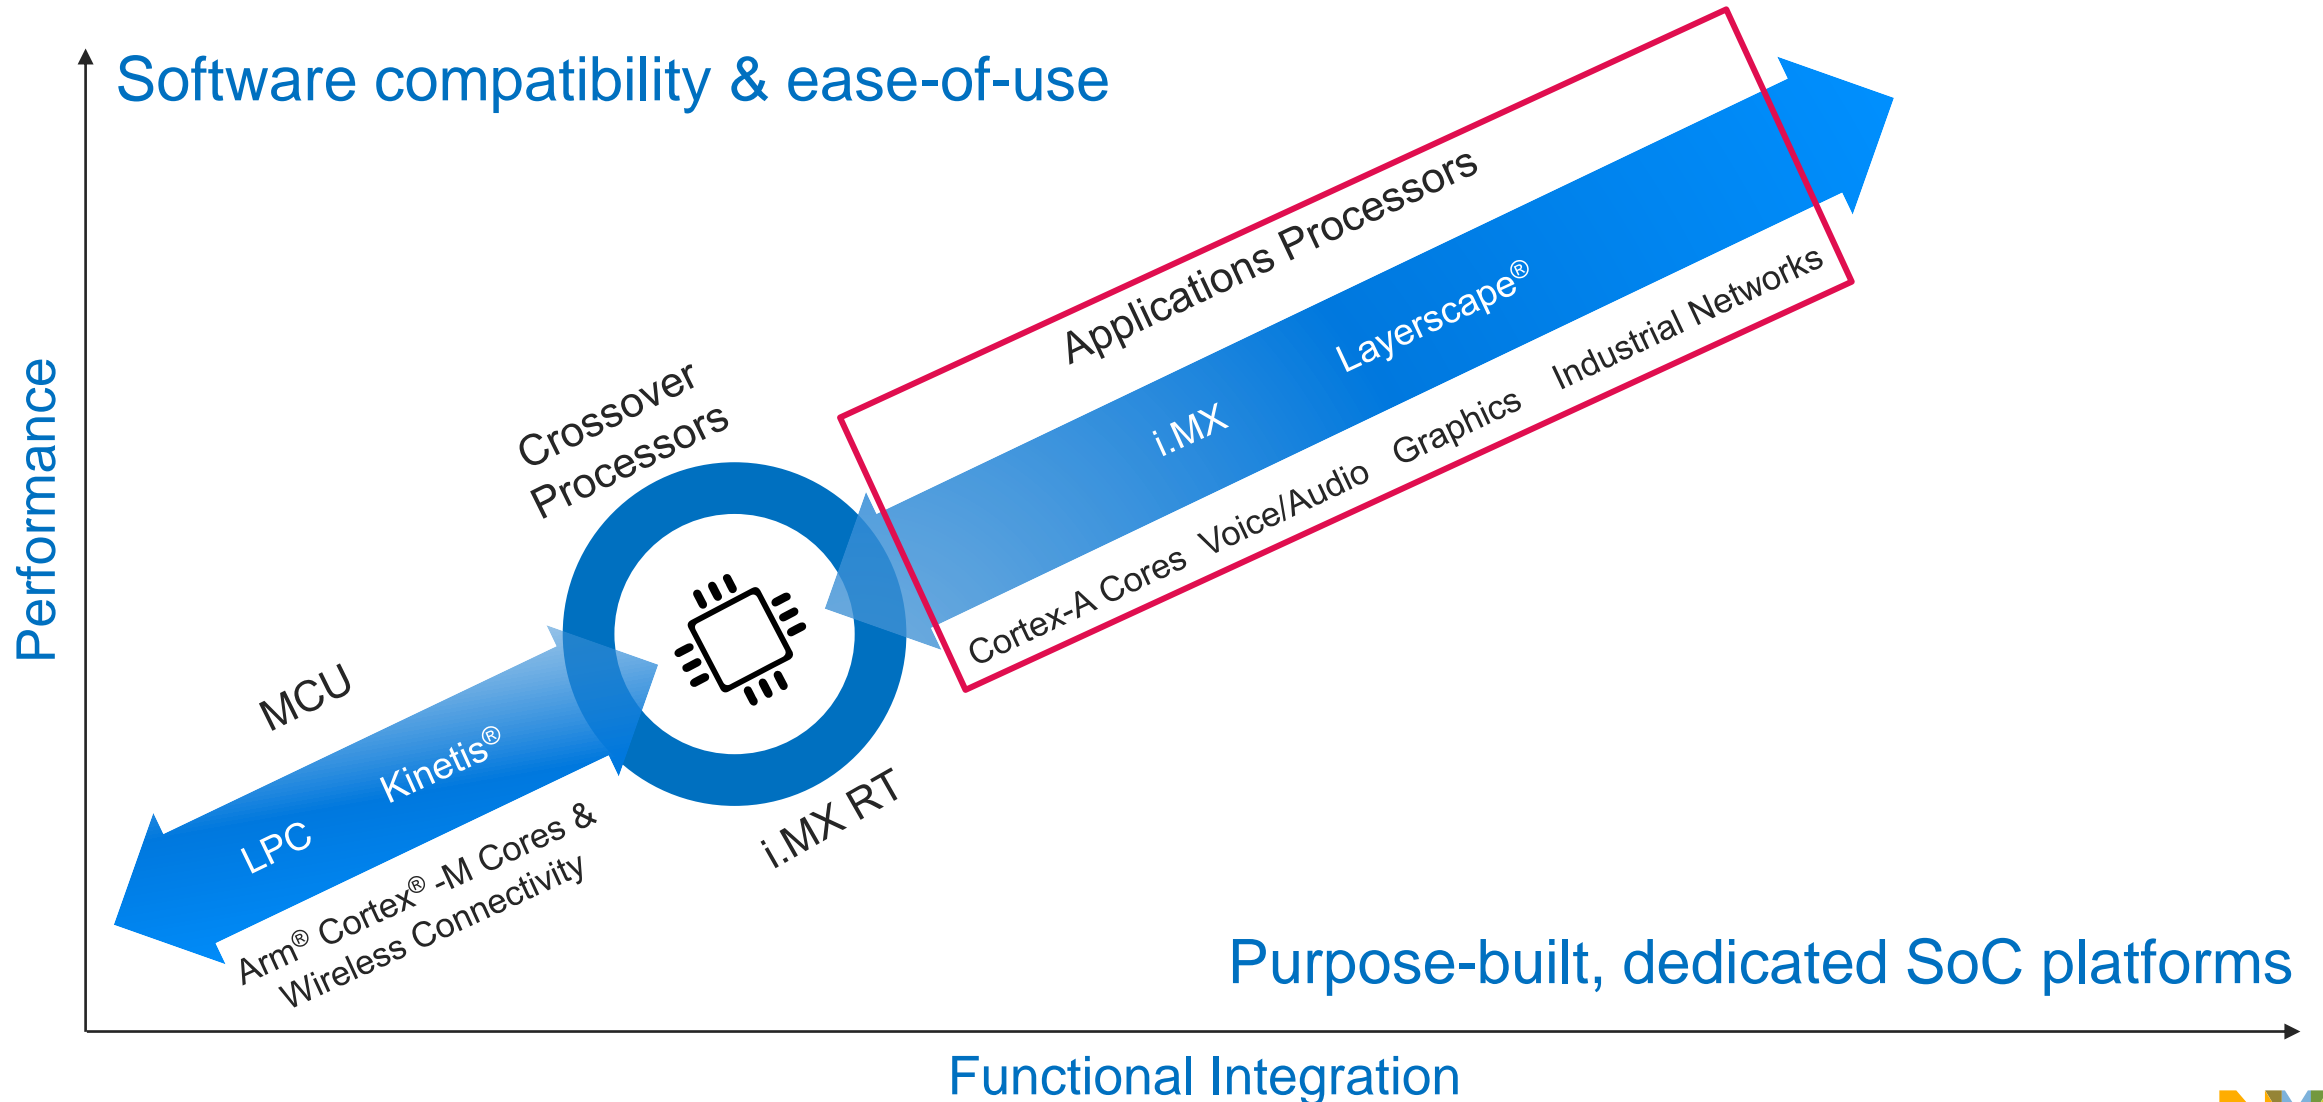 Software compatibility & ease-of-use
Performance
Applications Processors
Layerscape®
i.MX
Cortex-A Cores Voice/Audio Graphics Industrial Networks
Crossover
Processors
i.MX RT
MCU
Kinetis®
LPC
Arm® Cortex® -M Cores &
Wireless Connectivity
Purpose-built, dedicated SoC platforms
Functional Integration